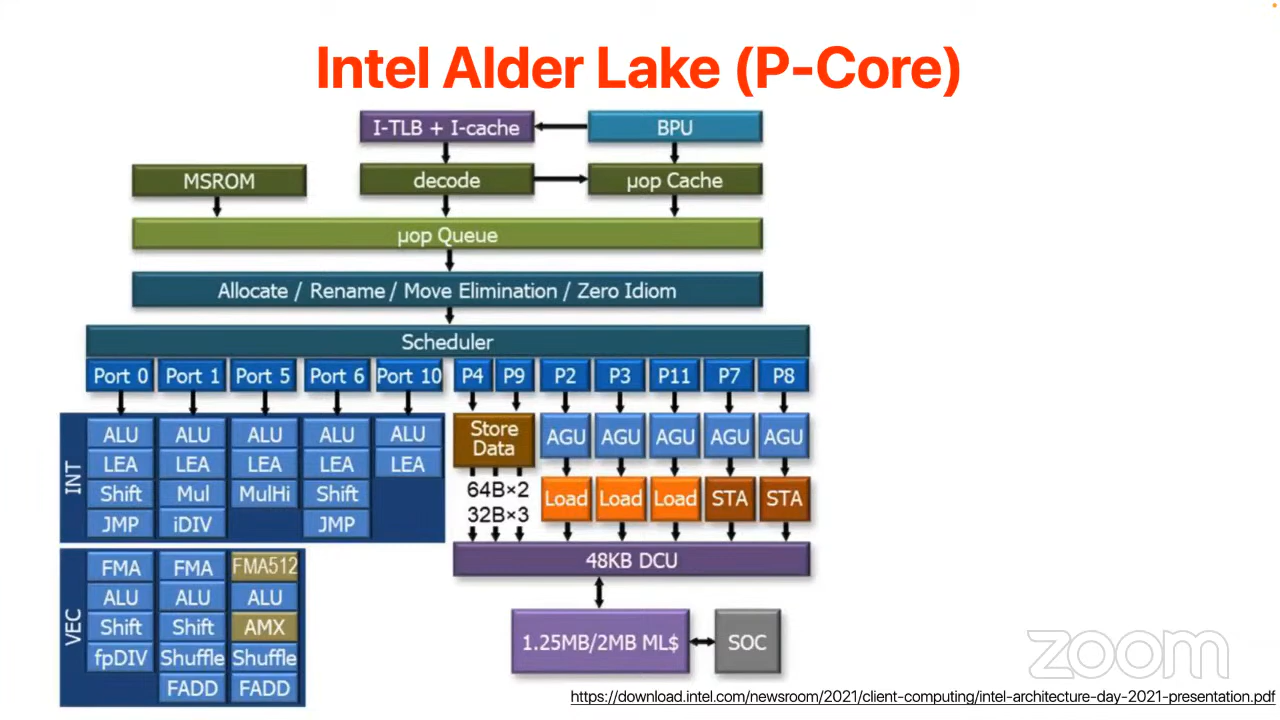 Intel Alder Lake (P-Core)
I-TLB + I-cache
BPU
MSROM
decode
μop Cache
μop Queue
Allocate / Rename / Move Elimination / Zero Idiom
Scheduler
Port 0 Port 1 Port 5 Port 6 Port 10 P4 P9 P2 P3 P11 P7 P8
INT
ALU ALU ALU ALU ALU
LEA LEA LEA LEA LEA
Shift Mul MulHi Shift
JMP iDIV JMP
Store
Data
AGU AGU AGU AGU AGU
64B×2
32B×3
Load Load Load STA STA
48KB DCU
VEC
FMA FMA FMA512
ALU ALU ALU
Shift Shift AMX
fpDIV Shuffle Shuffle
FADD FADD
1.25MB/2MB ML$
SOC
zoom
https://download.intel.com/newsroom/2021/client-computing/intel-architecture-day-2021-presentation.pdf